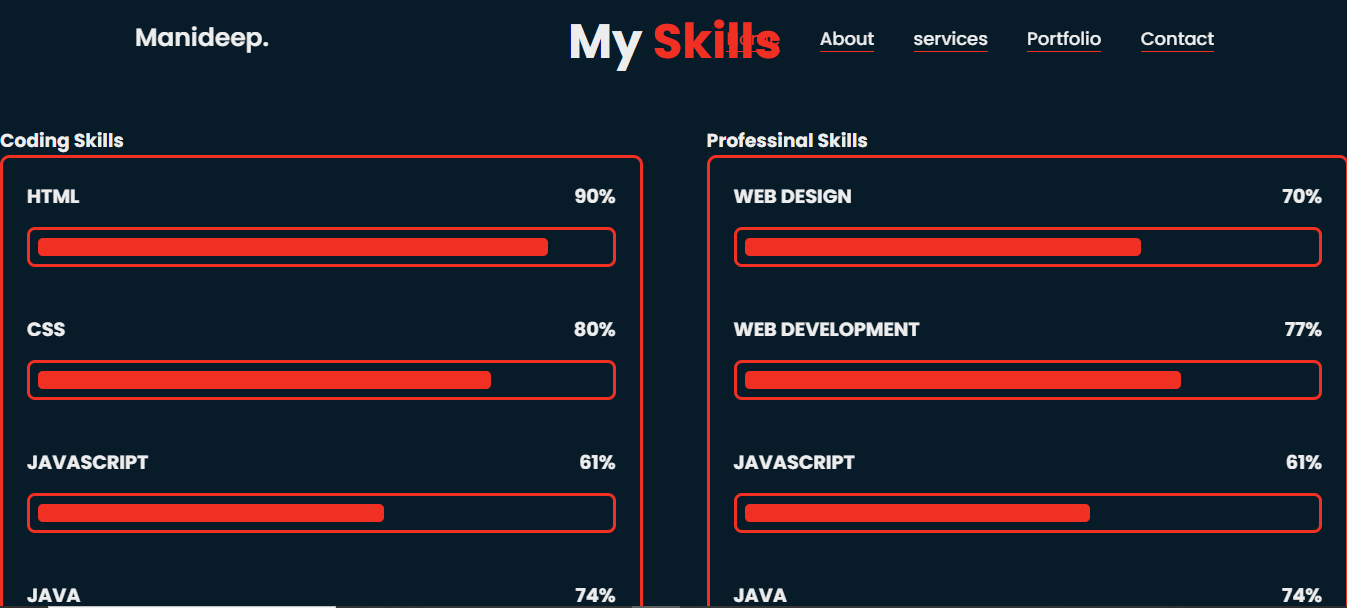 Manideep.
My Skills
About services Portfolio Contact
Coding Skills
HTML 90%
CSS 80%
JAVASCRIPT 61%
JAVA 74%
Professinal Skills
WEB DESIGN 70%
WEB DEVELOPMENT 77%
JAVASCRIPT 61%
JAVA 74%